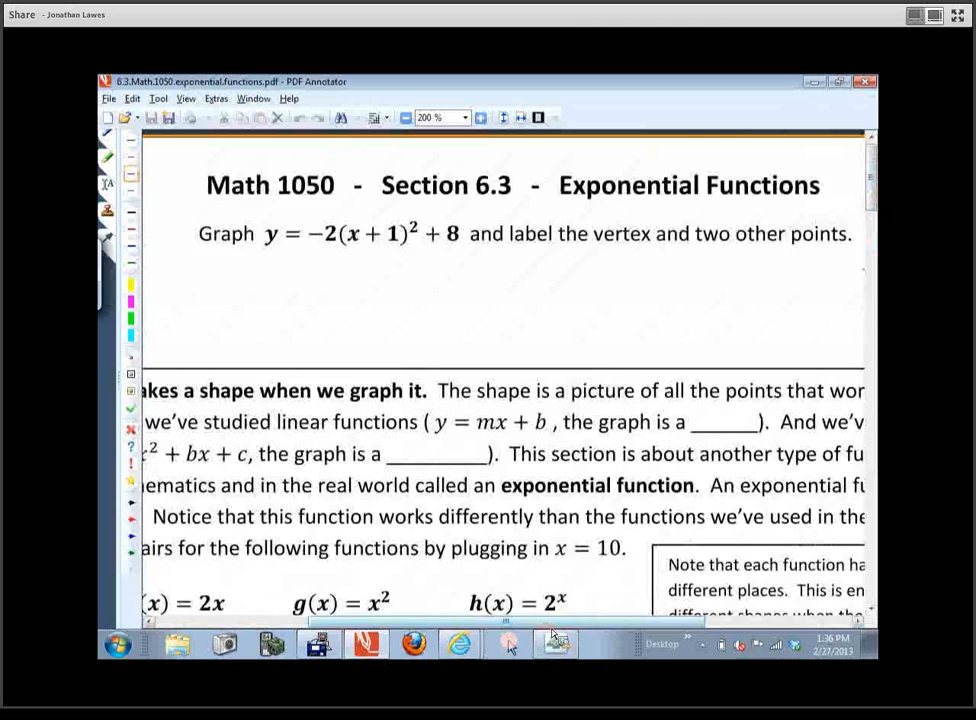 Share - Jonathan Lawes
6.3.Math.1050.exponential.functions.pdf - PDF Annotator
File Edit Tool View Extras Window Help
200 %
Math 1050 - Section 6.3 - Exponential Functions
Graph y = −2(x + 1)² + 8 and label the vertex and two other points.
akes a shape when we graph it. The shape is a picture of all the points that wor
we've studied linear functions ( y = mx + b , the graph is a ______). And we'v
x² + bx + c, the graph is a _________). This section is about another type of fu
ematics and in the real world called an exponential function. An exponential fu
Notice that this function works differently than the functions we've used in the
airs for the following functions by plugging in x = 10.
Note that each function ha
different places. This is en
different shapes when the
(x) = 2x g(x) = x² h(x) = 2ˣ
Desktop
1:36 PM
2/27/2013